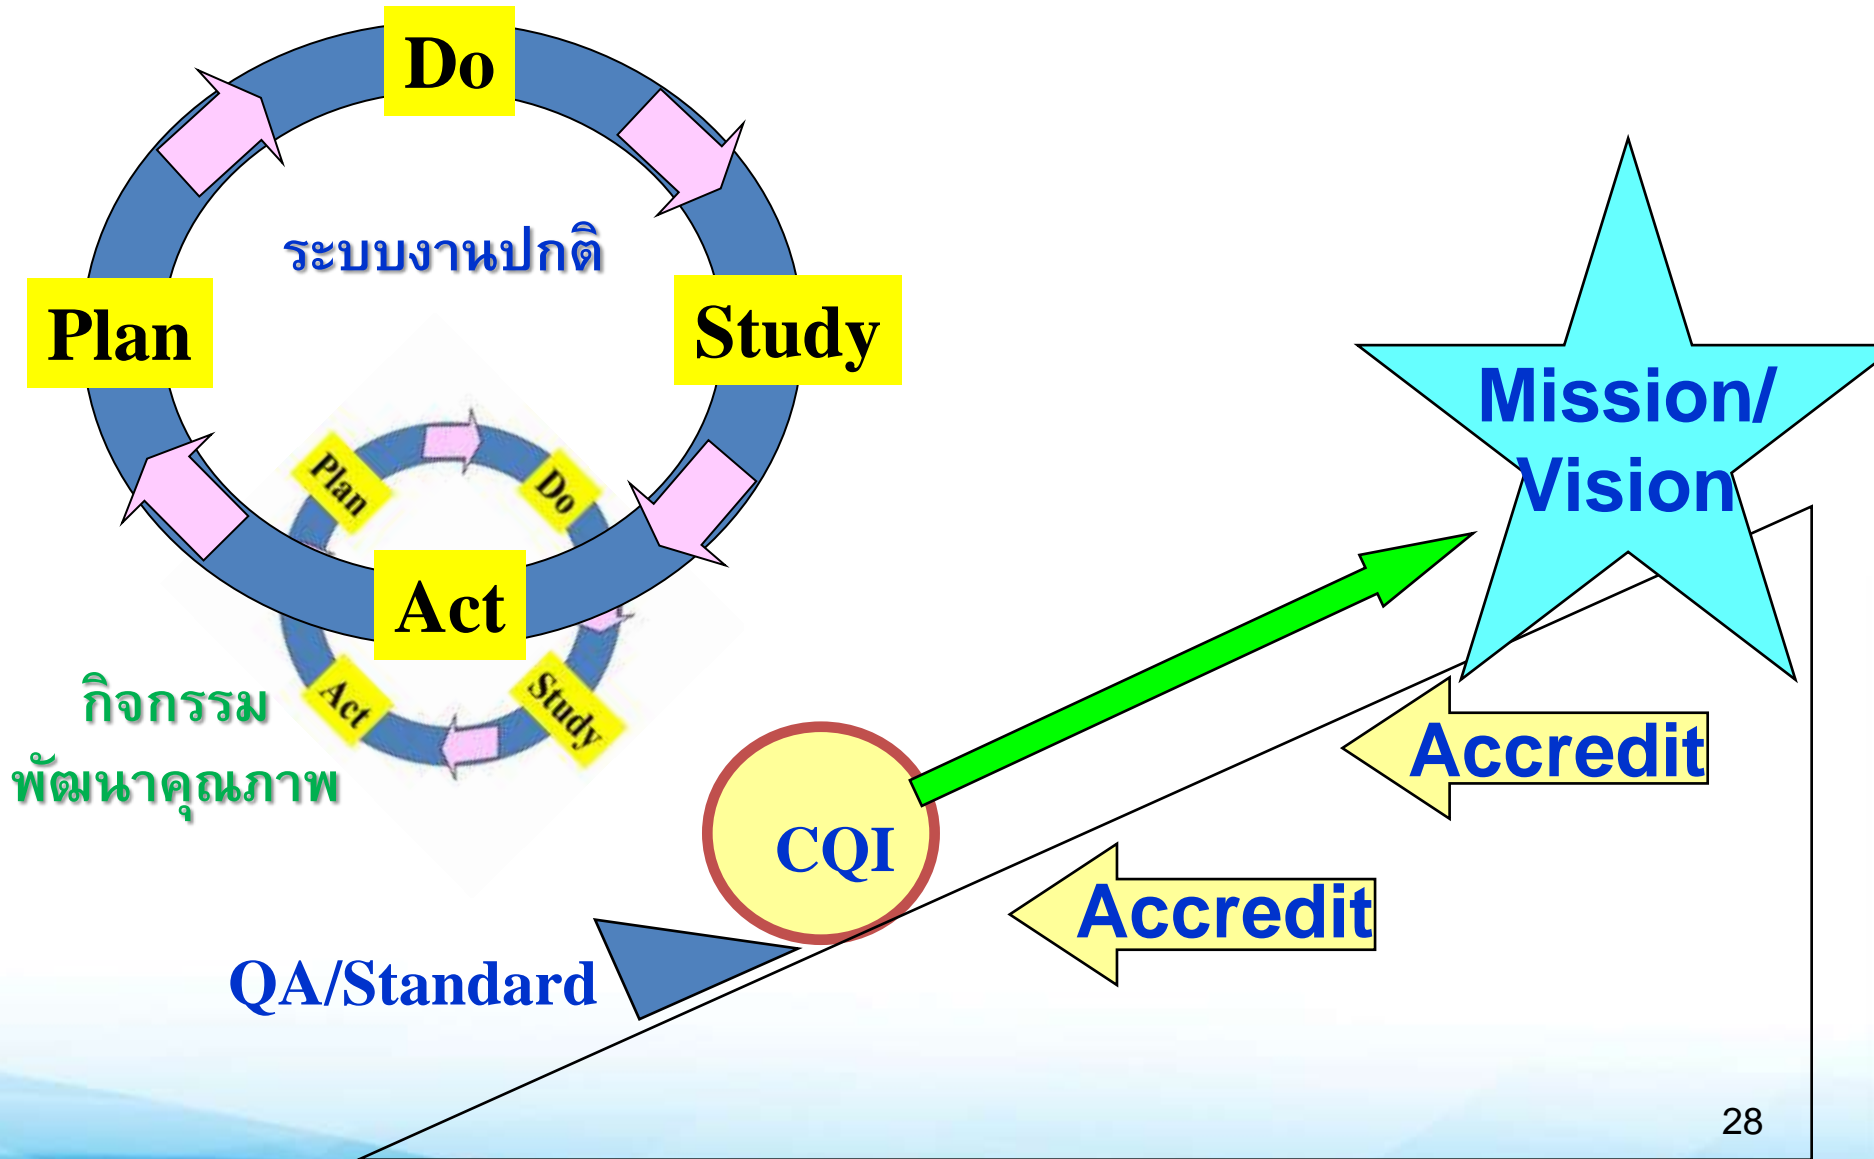 Do
ระบบงานปกติ
Plan
Study
Plan
Do
Act
Act
Study
กิจกรรม
พัฒนาคุณภาพ
Mission/
Vision
CQI
Accredit
Accredit
QA/Standard
28